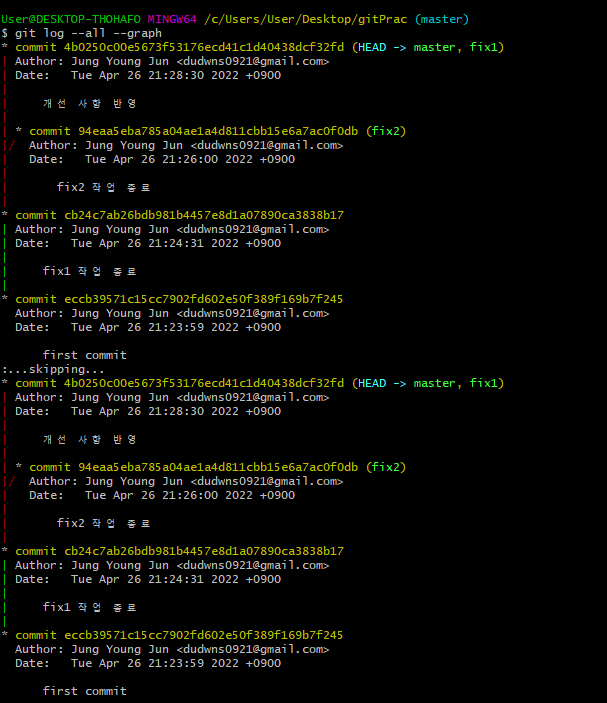 User@DESKTOP-THOHAFO MINGW64 /c/Users/User/Desktop/gitPrac (master)
$ git log --all --graph
* commit 4b0250c00e5673f53176ecd41c1d40438dcf32fd (HEAD -> master, fix1)
| Author: Jung Young Jun <dudwns0921@gmail.com>
| Date:   Tue Apr 26 21:28:30 2022 +0900
|
|     개선 사항 반영
|
| * commit 94eaa5eba785a04ae1a4d811cbb15e6a7ac0f0db (fix2)
|/  Author: Jung Young Jun <dudwns0921@gmail.com>
|   Date:   Tue Apr 26 21:26:00 2022 +0900
|
|       fix2 작업 종료
|
* commit cb24c7ab26bdb981b4457e8d1a07890ca3838b17
| Author: Jung Young Jun <dudwns0921@gmail.com>
| Date:   Tue Apr 26 21:24:31 2022 +0900
|
|     fix1 작업 종료
|
* commit eccb39571c15cc7902fd602e50f389f169b7f245
  Author: Jung Young Jun <dudwns0921@gmail.com>
  Date:   Tue Apr 26 21:23:59 2022 +0900

      first commit
:...skipping...
* commit 4b0250c00e5673f53176ecd41c1d40438dcf32fd (HEAD -> master, fix1)
| Author: Jung Young Jun <dudwns0921@gmail.com>
| Date:   Tue Apr 26 21:28:30 2022 +0900
|
|     개선 사항 반영
|
| * commit 94eaa5eba785a04ae1a4d811cbb15e6a7ac0f0db (fix2)
|/  Author: Jung Young Jun <dudwns0921@gmail.com>
|   Date:   Tue Apr 26 21:26:00 2022 +0900
|
|       fix2 작업 종료
|
* commit cb24c7ab26bdb981b4457e8d1a07890ca3838b17
| Author: Jung Young Jun <dudwns0921@gmail.com>
| Date:   Tue Apr 26 21:24:31 2022 +0900
|
|     fix1 작업 종료
|
* commit eccb39571c15cc7902fd602e50f389f169b7f245
  Author: Jung Young Jun <dudwns0921@gmail.com>
  Date:   Tue Apr 26 21:23:59 2022 +0900

      first commit